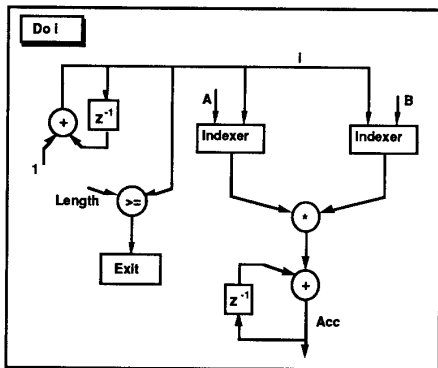 Do i
i
A
B
z⁻¹
+
Indexer
Indexer
1
Length
>=
*
Exit
+
z⁻¹
Acc